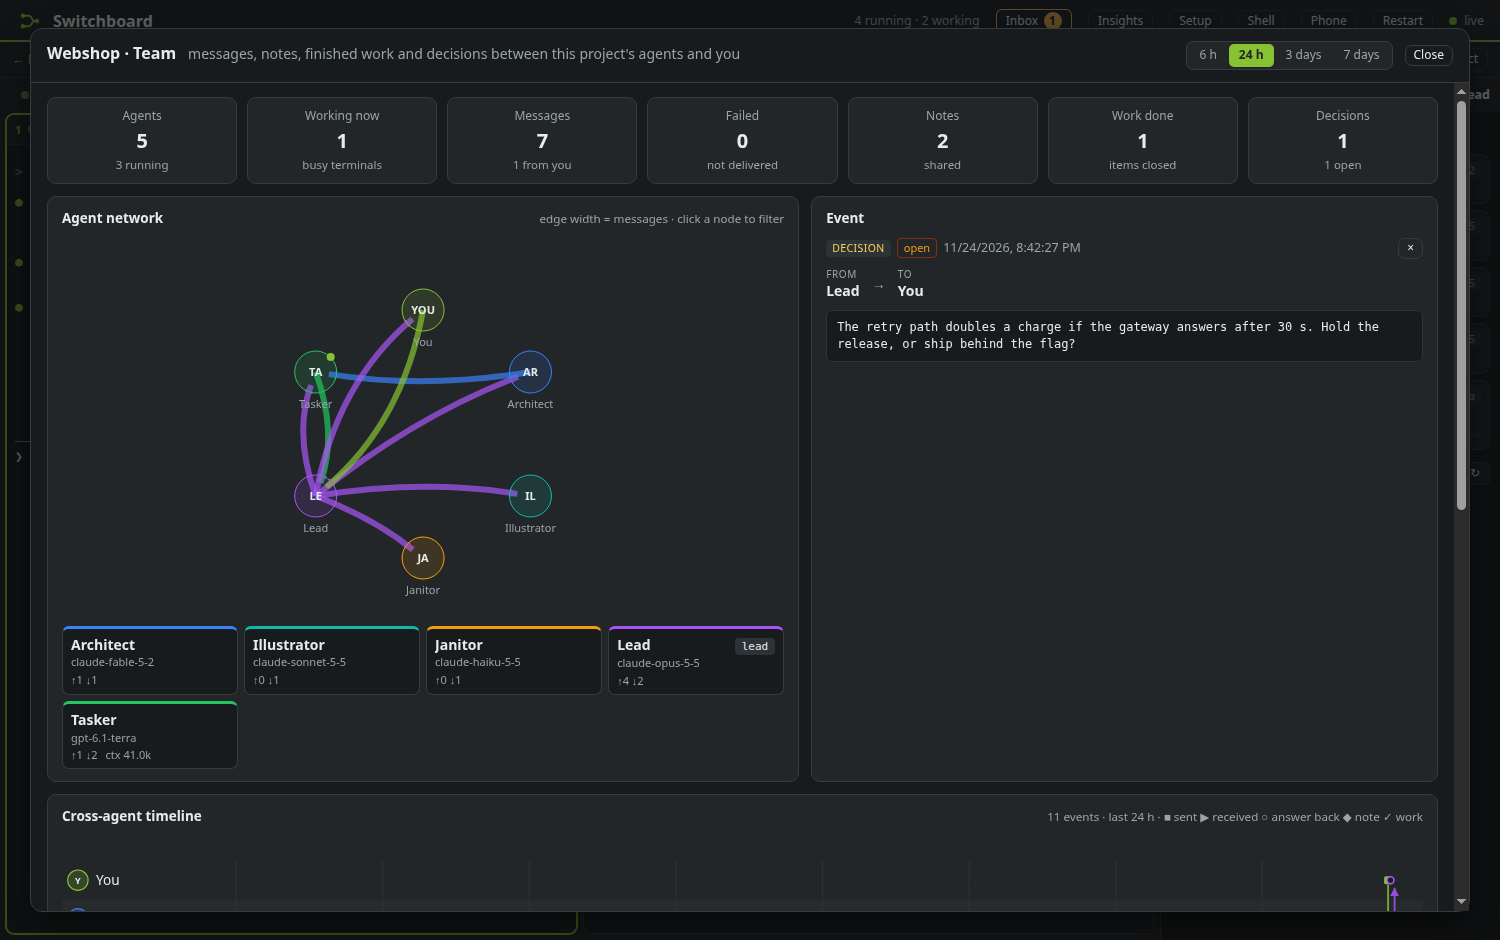 Switchboard
4 running · 2 working
Inbox 1
Insights
Setup
Shell
Phone
Restart
live
Webshop · Team
messages, notes, finished work and decisions between this project's agents and you
6 h
24 h
3 days
7 days
Close
Agents
5
3 running
Working now
1
busy terminals
Messages
7
1 from you
Failed
0
not delivered
Notes
2
shared
Work done
1
items closed
Decisions
1
1 open
Agent network
edge width = messages · click a node to filter
YOU
You
TA
Tasker
AR
Architect
LE
Lead
IL
Illustrator
JA
Janitor
Architect
claude-fable-5-2
↑1 ↓1
Illustrator
claude-sonnet-5-5
↑0 ↓1
Janitor
claude-haiku-5-5
↑0 ↓1
Lead
lead
claude-opus-5-5
↑4 ↓2
Tasker
gpt-6.1-terra
↑1 ↓2 ctx 41.0k
Event
DECISION
open
11/24/2026, 8:42:27 PM
×
FROM
Lead
→
TO
You
The retry path doubles a charge if the gateway answers after 30 s. Hold the
release, or ship behind the flag?
Cross-agent timeline
11 events · last 24 h · ■ sent ▶ received ○ answer back ◆ note ✓ work
Y
You